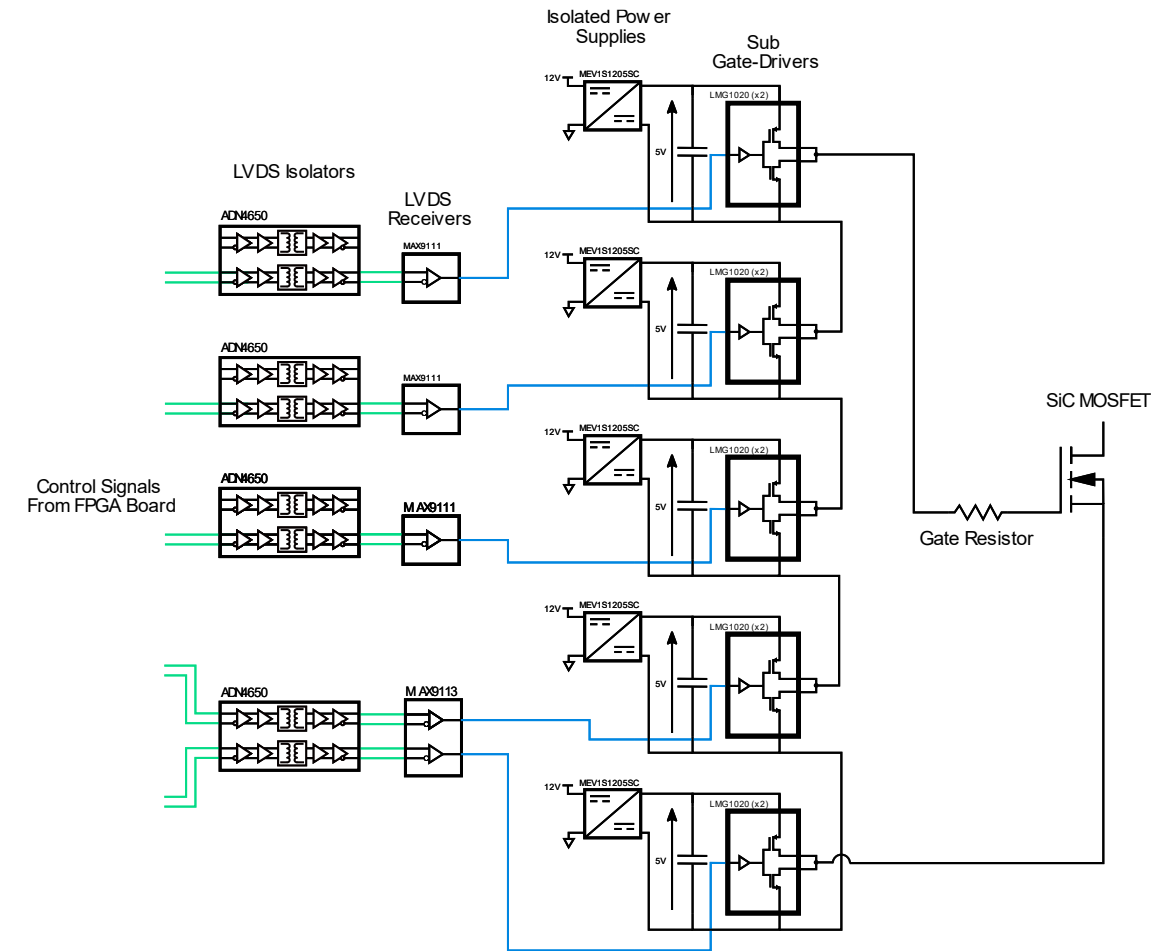 Isolated Power
Supplies
Sub
Gate-Drivers
MEV1S1205SC
12V
LMG1020 (x2)
5V
LVDS Isolators
LVDS
Receivers
ADN4650
MAX9111
MEV1S1205SC
12V
LMG1020 (x2)
5V
ADN4650
MAX9111
SiC MOSFET
MEV1S1205SC
12V
LMG1020 (x2)
5V
Control Signals
From FPGA Board
ADN4650
MAX9111
Gate Resistor
MEV1S1205SC
12V
LMG1020 (x2)
5V
ADN4650
MAX9113
MEV1S1205SC
12V
LMG1020 (x2)
5V